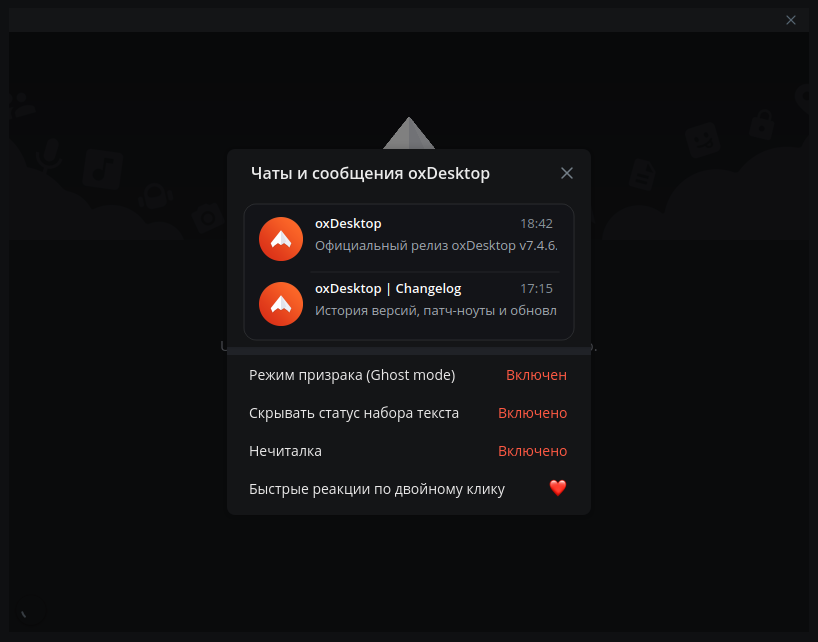 Чаты и сообщения oxDesktop
oxDesktop 18:42
Официальный релиз oxDesktop v7.4.6.
oxDesktop | Changelog 17:15
История версий, патч-ноуты и обновл
Режим призрака (Ghost mode) Включен
Скрывать статус набора текста Включено
Нечиталка Включено
Быстрые реакции по двойному клику ❤️